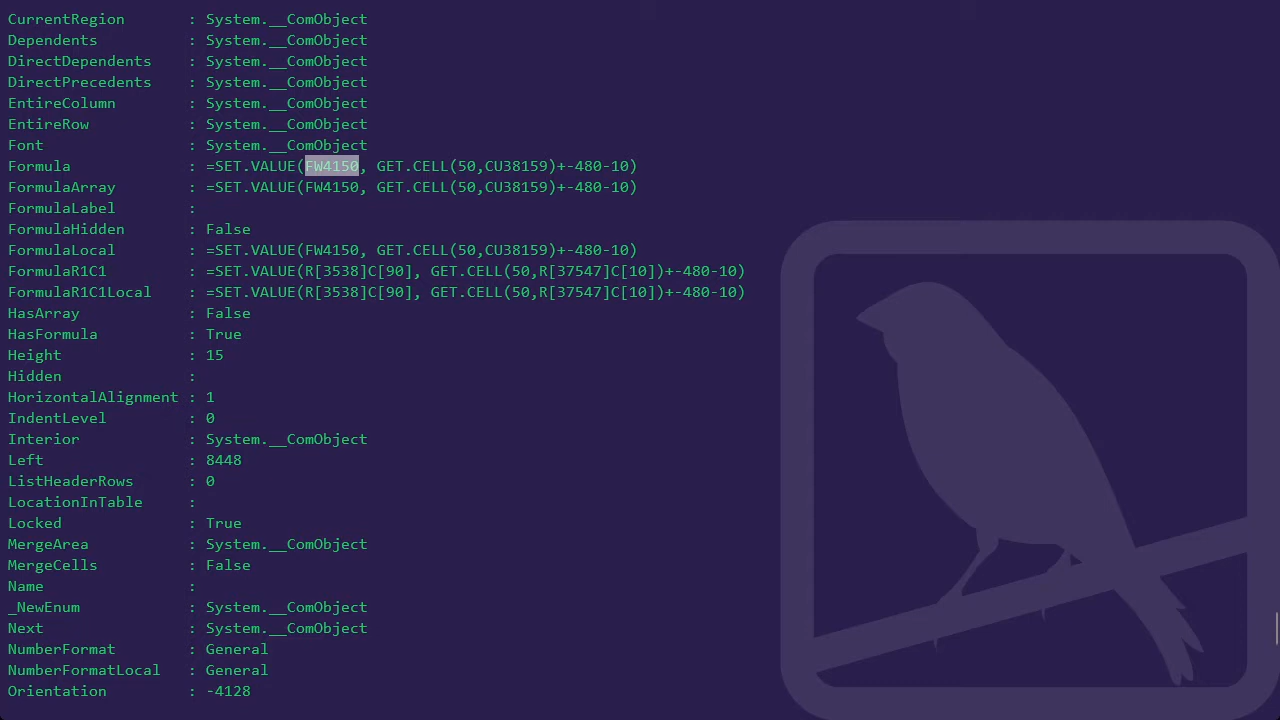 CurrentRegion : System.__ComObject
Dependents : System.__ComObject
DirectDependents : System.__ComObject
DirectPrecedents : System.__ComObject
EntireColumn : System.__ComObject
EntireRow : System.__ComObject
Font : System.__ComObject
Formula : =SET.VALUE(FW4150, GET.CELL(50,CU38159)+-480-10)
FormulaArray : =SET.VALUE(FW4150, GET.CELL(50,CU38159)+-480-10)
FormulaLabel :
FormulaHidden : False
FormulaLocal : =SET.VALUE(FW4150, GET.CELL(50,CU38159)+-480-10)
FormulaR1C1 : =SET.VALUE(R[3538]C[90], GET.CELL(50,R[37547]C[10])+-480-10)
FormulaR1C1Local : =SET.VALUE(R[3538]C[90], GET.CELL(50,R[37547]C[10])+-480-10)
HasArray : False
HasFormula : True
Height : 15
Hidden :
HorizontalAlignment : 1
IndentLevel : 0
Interior : System.__ComObject
Left : 8448
ListHeaderRows : 0
LocationInTable :
Locked : True
MergeArea : System.__ComObject
MergeCells : False
Name :
_NewEnum : System.__ComObject
Next : System.__ComObject
NumberFormat : General
NumberFormatLocal : General
Orientation : -4128